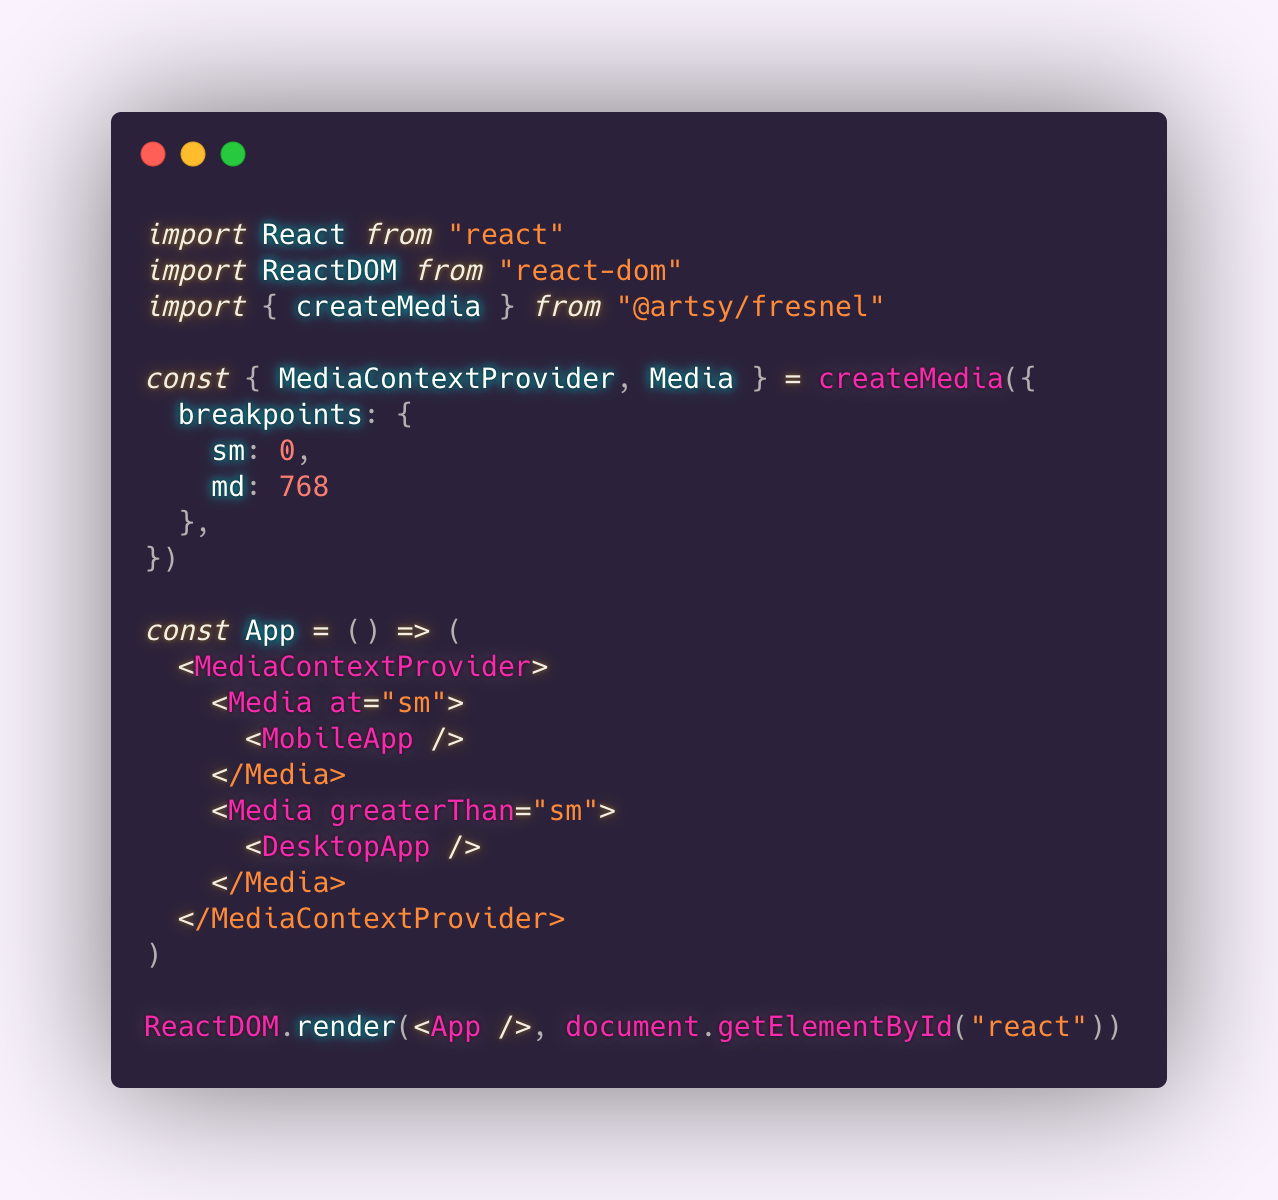 import React from "react"
import ReactDOM from "react-dom"
import { createMedia } from "@artsy/fresnel"

const { MediaContextProvider, Media } = createMedia({
  breakpoints: {
    sm: 0,
    md: 768
  },
})

const App = () => (
  <MediaContextProvider>
    <Media at="sm">
      <MobileApp />
    </Media>
    <Media greaterThan="sm">
      <DesktopApp />
    </Media>
  </MediaContextProvider>
)

ReactDOM.render(<App />, document.getElementById("react"))